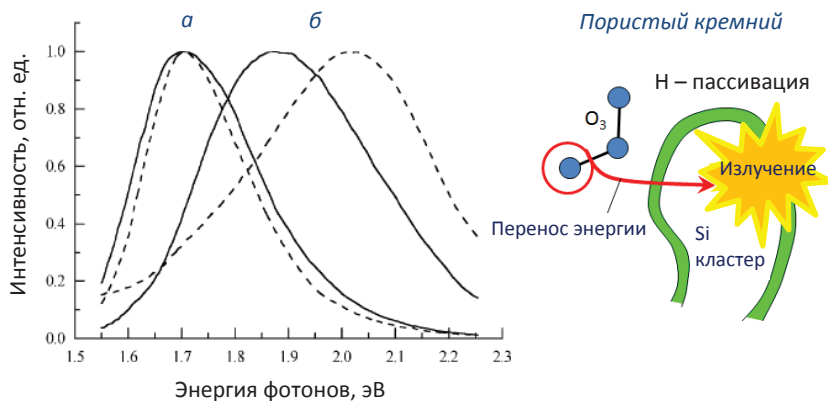 а
б
Интенсивность, отн. ед.
1.0
0.8
0.6
0.4
0.2
0.0
1.5
1.6
1.7
1.8
1.9
2.0
2.1
2.2
2.3
Энергия фотонов, эВ
Пористый кремний
H – пассивация
O3
Излучение
Перенос энергии
Si
кластер